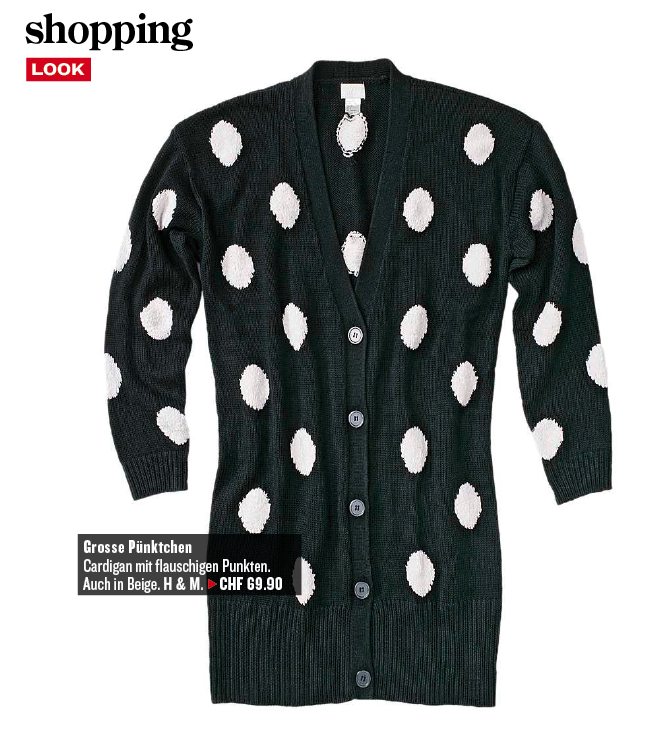 shopping
LOOK
Grosse Pünktchen
Cardigan mit flauschigen Punkten.
Auch in Beige. H & M. ▶CHF 69.90